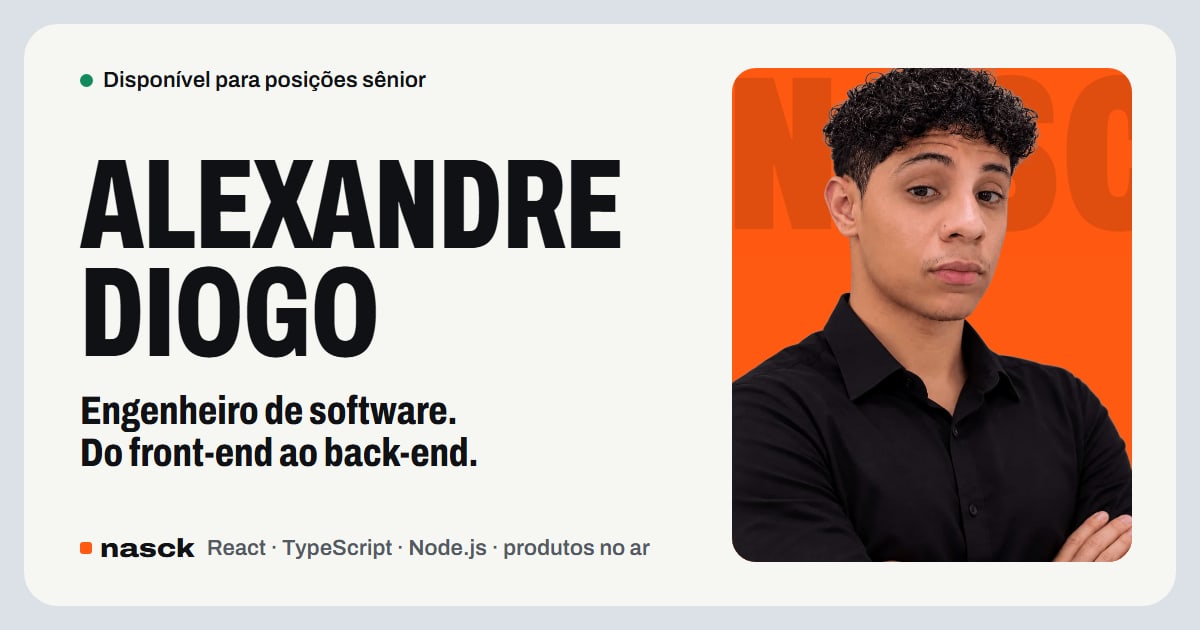 Disponível para posições sênior
ALEXANDRE
DIOGO
Engenheiro de software.
Do front-end ao back-end.
nasck React · TypeScript · Node.js · produtos no ar